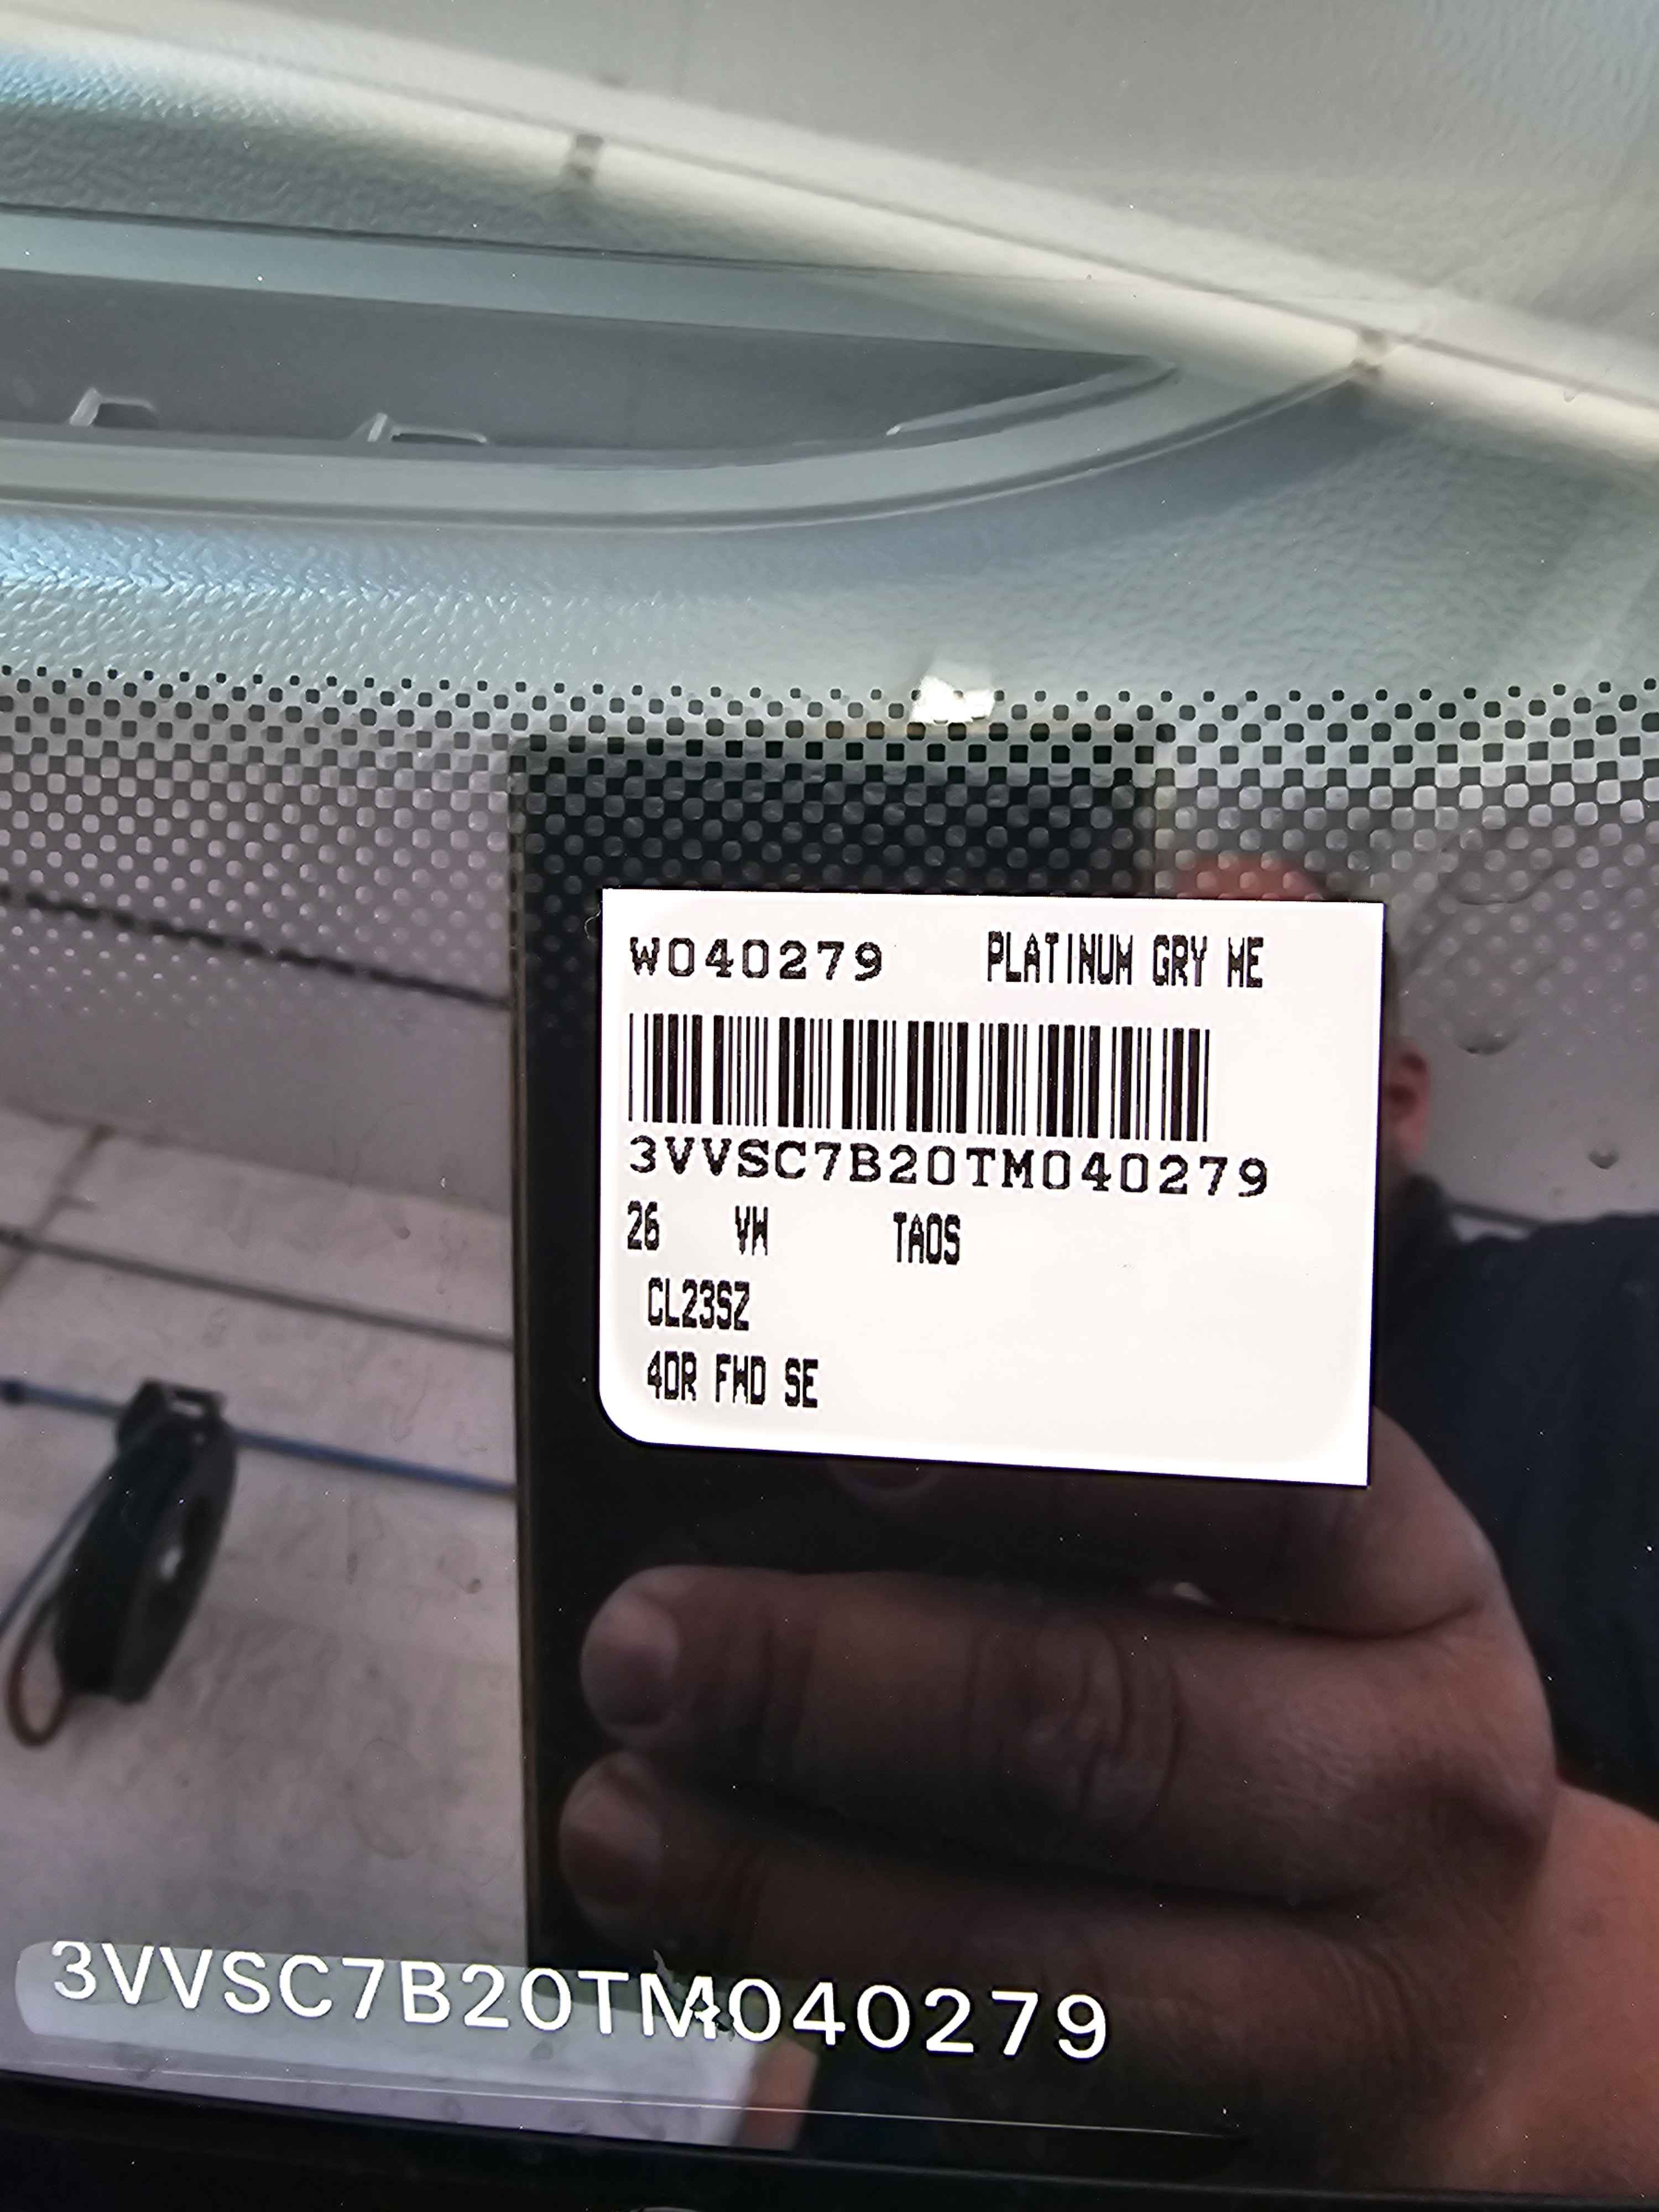 W040279 PLATINUM GRY ME
3VVSC7B20TM040279
26 VW TAOS
CL23SZ
4DR FWD SE
3VVSC7B20TM040279